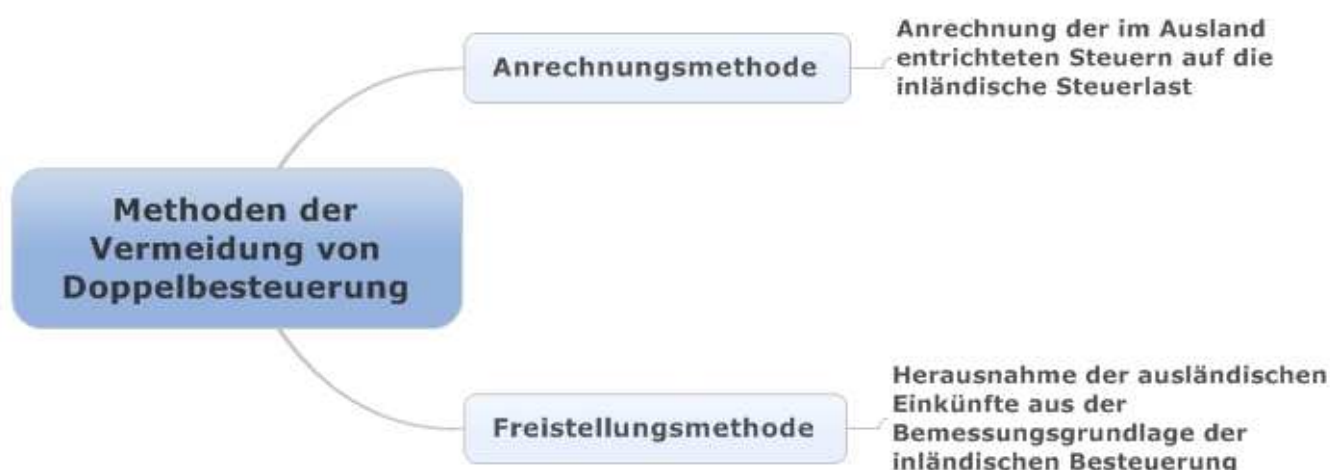 Anrechnung der im Ausland
entrichteten Steuern auf die
inländische Steuerlast
Anrechnungsmethode
Methoden der
Vermeidung von
Doppelbesteuerung
Freistellungsmethode
Herausnahme der ausländischen
Einkünfte aus der
Bemessungsgrundlage der
inländischen Besteuerung